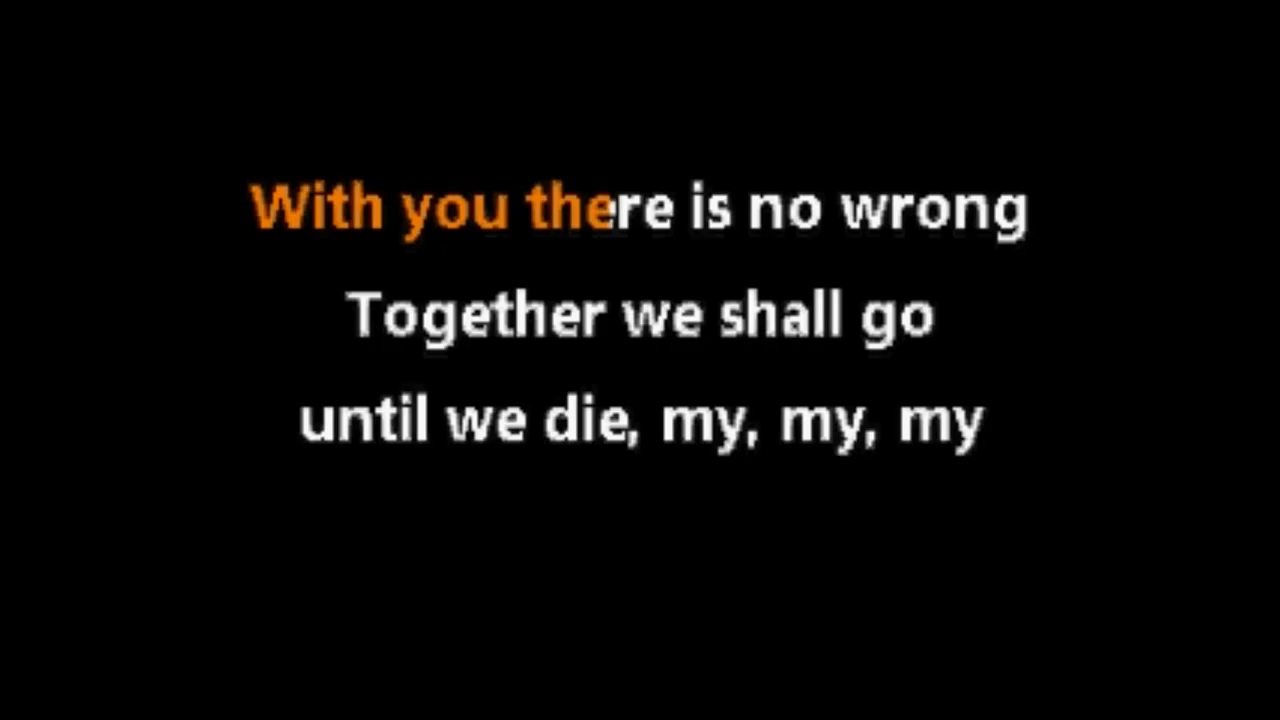 With you there is no wrong
Together we shall go
until we die, my, my, my